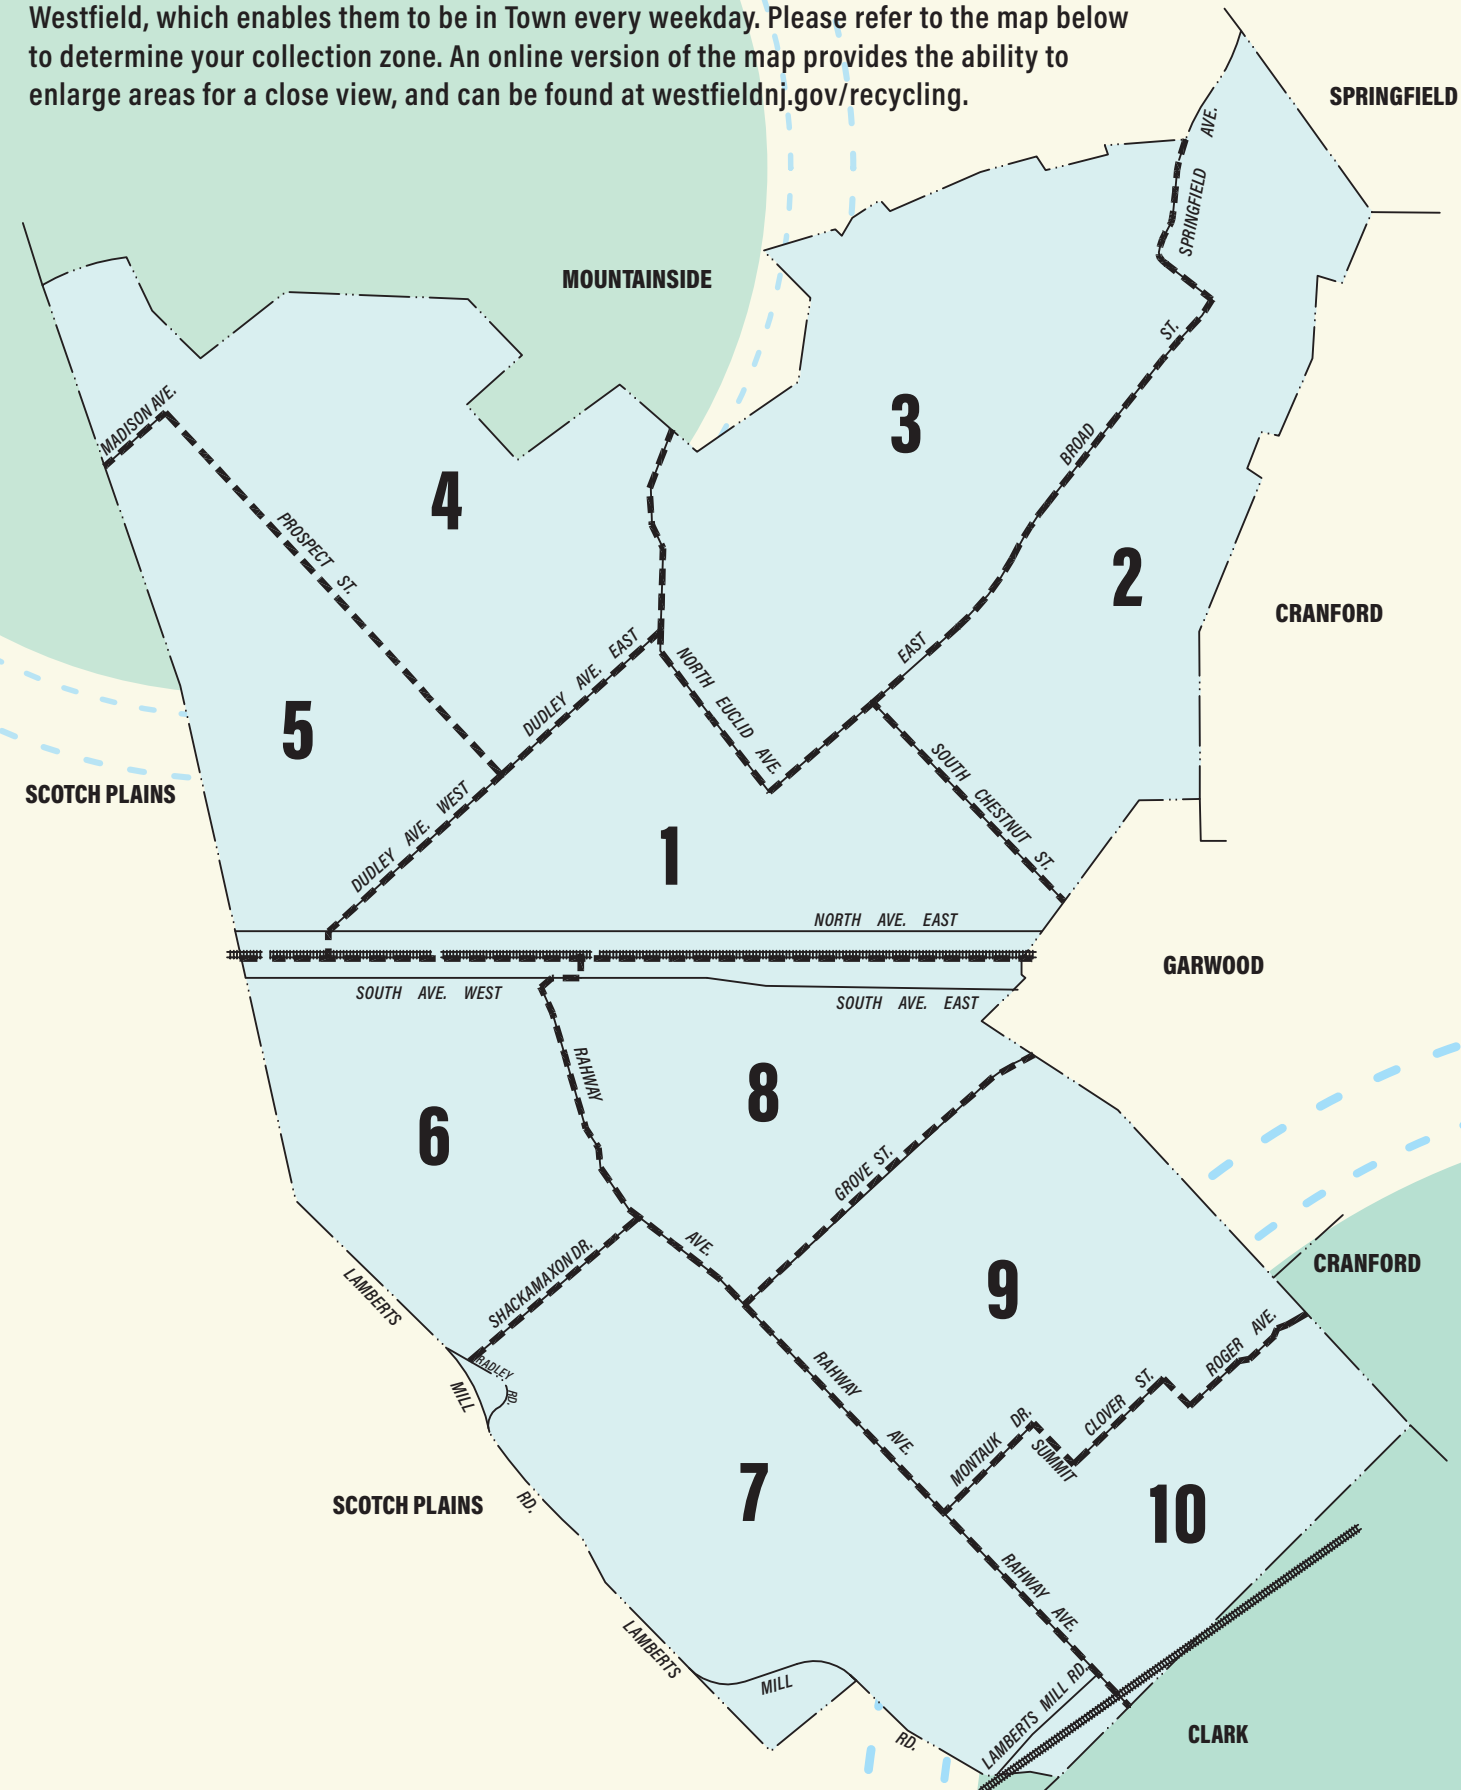 Westfield, which enables them to be in Town every weekday. Please refer to the map below
to determine your collection zone. An online version of the map provides the ability to
enlarge areas for a close view, and can be found at westfieldnj.gov/recycling.
SPRINGFIELD
SPRINGFIELD AVE.
MOUNTAINSIDE
BROAD ST.
3
MADISON AVE.
4
PROSPECT ST.
2
CRANFORD
EAST
DUDLEY AVE. EAST
NORTH EUCLID AVE.
5
SCOTCH PLAINS
DUDLEY AVE. WEST
SOUTH CHESTNUT ST.
1
NORTH AVE. EAST
GARWOOD
SOUTH AVE. WEST
SOUTH AVE. EAST
RAHWAY
8
6
GROVE ST.
AVE.
SHACKAMAXON DR.
LAMBERTS
9
CRANFORD
ROGER AVE.
RADLEY
RD.
MILL
RAHWAY
CLOVER ST.
MONTAUK DR.
SUMMIT
AVE.
7
SCOTCH PLAINS
RD.
10
RAHWAY AVE.
LAMBERTS
MILL
LAMBERTS MILL RD.
RD.
CLARK